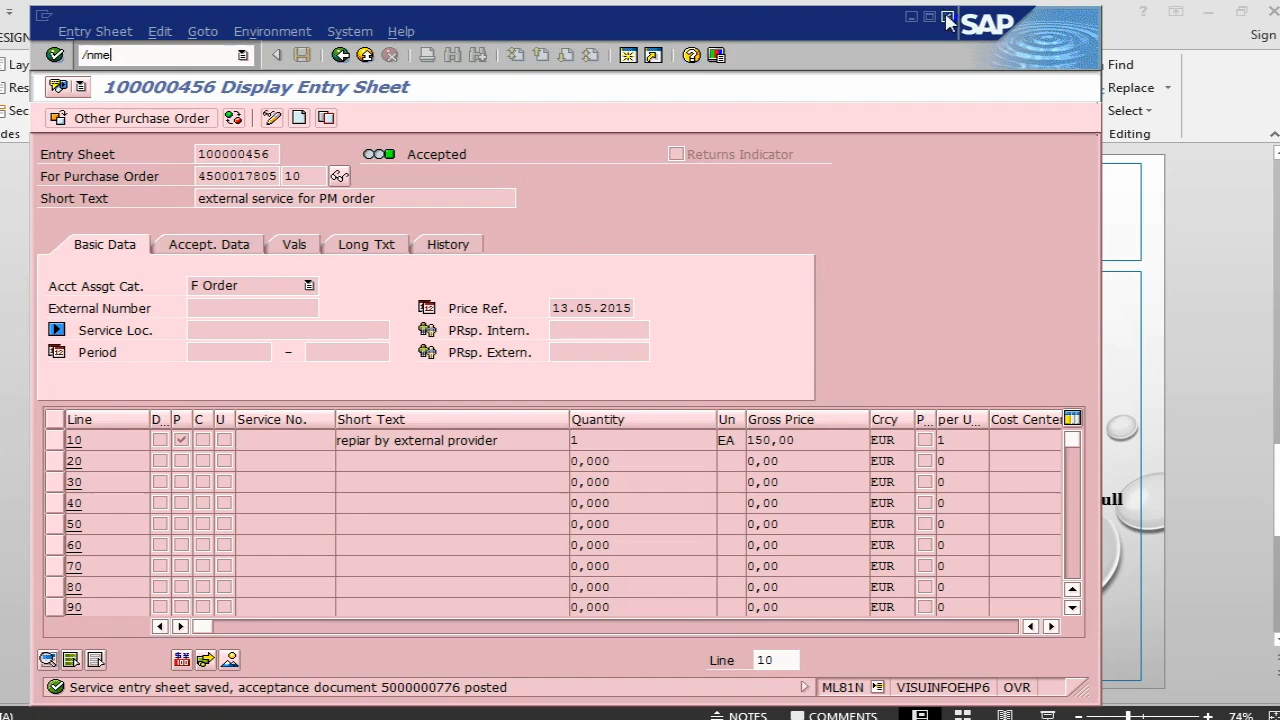 Entry Sheet Edit Goto Environment System Help
SAP
/nme
100000456 Display Entry Sheet
Other Purchase Order
Entry Sheet 100000456 Accepted Returns Indicator
For Purchase Order 4500017805 10
Short Text external service for PM order
Basic Data Accept. Data Vals Long Txt History
Acct Assgt Cat. F Order
External Number Price Ref. 13.05.2015
Service Loc. PRsp. Intern.
Period – PRsp. Extern.
Line D... P C U Service No. Short Text Quantity Un Gross Price Crcy P... per U... Cost Center
10 repiar by external provider 1 EA 150,00 EUR 1
20 0,000 0,00 EUR 0
30 0,000 0,00 EUR 0
40 0,000 0,00 EUR 0
50 0,000 0,00 EUR 0
60 0,000 0,00 EUR 0
70 0,000 0,00 EUR 0
80 0,000 0,00 EUR 0
90 0,000 0,00 EUR 0
Line 10
Service entry sheet saved, acceptance document 5000000776 posted ML81N VISUINFOEHP6 OVR
Sign
ESIGN
Lay
Find
Res
Replace
Sec
Select
des
Editing
ull
NOTES COMMENTS 74%